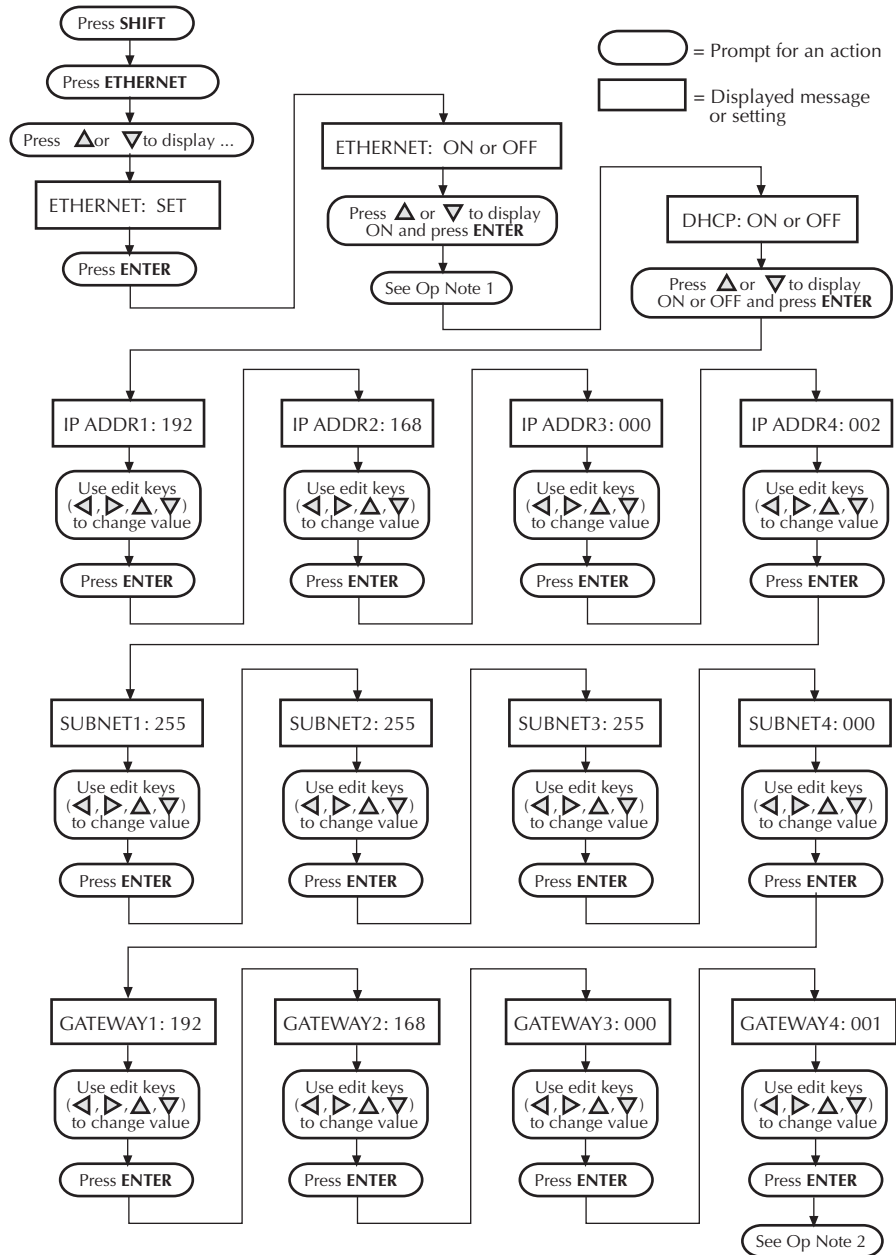 Press SHIFT
Press ETHERNET
Press △ or ▽ to display ...
ETHERNET: SET
Press ENTER
ETHERNET: ON or OFF
Press △ or ▽ to display
ON and press ENTER
See Op Note 1
= Prompt for an action
= Displayed message
or setting
DHCP: ON or OFF
Press △ or ▽ to display
ON or OFF and press ENTER
IP ADDR1: 192
Use edit keys
(◁, ▷, △, ▽)
to change value
Press ENTER
IP ADDR2: 168
Use edit keys
(◁, ▷, △, ▽)
to change value
Press ENTER
IP ADDR3: 000
Use edit keys
(◁, ▷, △, ▽)
to change value
Press ENTER
IP ADDR4: 002
Use edit keys
(◁, ▷, △, ▽)
to change value
Press ENTER
SUBNET1: 255
Use edit keys
(◁, ▷, △, ▽)
to change value
Press ENTER
SUBNET2: 255
Use edit keys
(◁, ▷, △, ▽)
to change value
Press ENTER
SUBNET3: 255
Use edit keys
(◁, ▷, △, ▽)
to change value
Press ENTER
SUBNET4: 000
Use edit keys
(◁, ▷, △, ▽)
to change value
Press ENTER
GATEWAY1: 192
Use edit keys
(◁, ▷, △, ▽)
to change value
Press ENTER
GATEWAY2: 168
Use edit keys
(◁, ▷, △, ▽)
to change value
Press ENTER
GATEWAY3: 000
Use edit keys
(◁, ▷, △, ▽)
to change value
Press ENTER
GATEWAY4: 001
Use edit keys
(◁, ▷, △, ▽)
to change value
Press ENTER
See Op Note 2